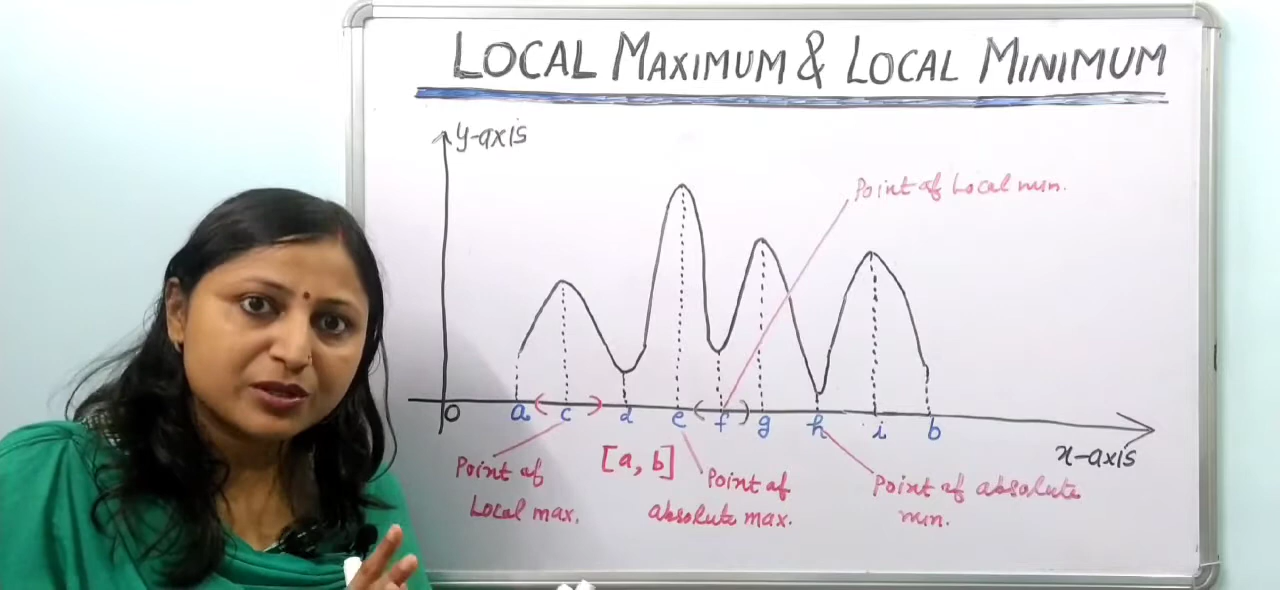 LOCAL MAXIMUM & LOCAL MINIMUM
y-axis
Point of Local min.
O a ( c ) d e ( f ) g h i b
x-axis
Point of
Local max.
[a, b]
Point of
absolute max.
Point of absolute
min.